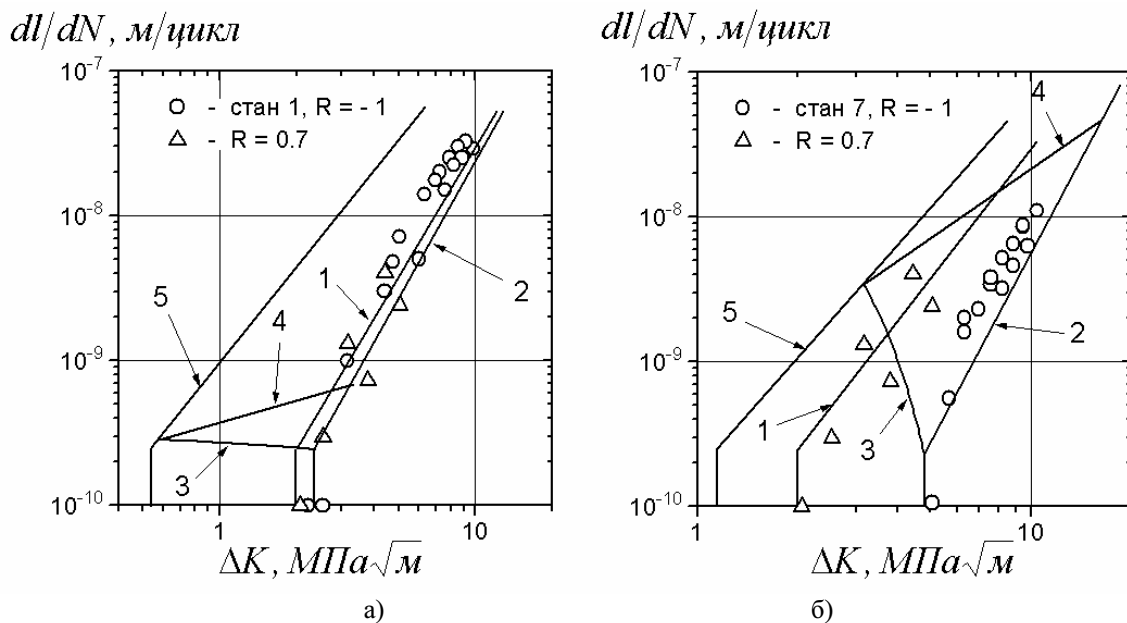 dl/dN, м/цикл
10⁻⁷
○ - стан 1, R = - 1
△ - R = 0.7
10⁻⁸
1
2
5
4
10⁻⁹
3
10⁻¹⁰
1
10
ΔK, МПа√м
а)
dl/dN, м/цикл
10⁻⁷
4
○ - стан 7, R = - 1
△ - R = 0.7
10⁻⁸
5
2
10⁻⁹
1
3
10⁻¹⁰
1
10
ΔK, МПа√м
б)